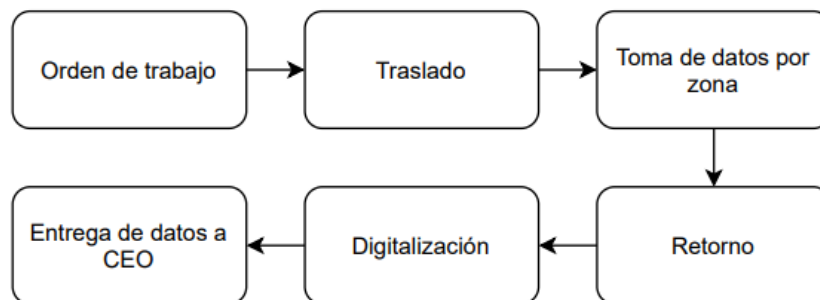 Orden de trabajo
Traslado
Toma de datos por
zona
Retorno
Digitalización
Entrega de datos a
CEO